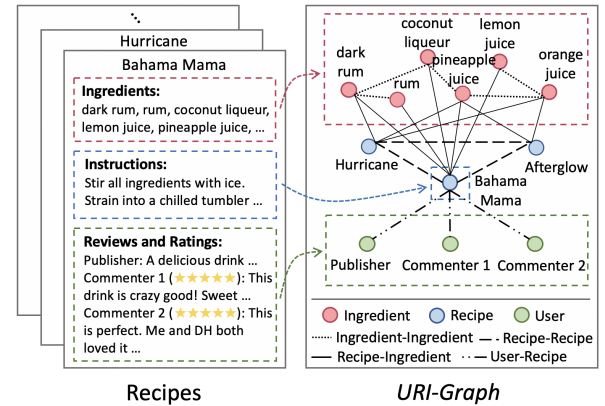 Hurricane
Bahama Mama
Ingredients:
dark rum, rum, coconut liqueur,
lemon juice, pineapple juice, ...
Instructions:
Stir all ingredients with ice.
Strain into a chilled tumbler ...
Reviews and Ratings:
Publisher: A delicious drink ...
Commenter 1 (★★★★★): This
drink is crazy good! Sweet ...
Commenter 2 (★★★★★): This
is perfect. Me and DH both
loved it ...
Recipes
coconut
liqueur
lemon
juice
dark
rum
pineapple
juice
orange
juice
rum
Hurricane
Afterglow
Bahama
Mama
Publisher
Commenter 1
Commenter 2
Ingredient
Recipe
User
Ingredient-Ingredient
Recipe-Recipe
Recipe-Ingredient
User-Recipe
URI-Graph